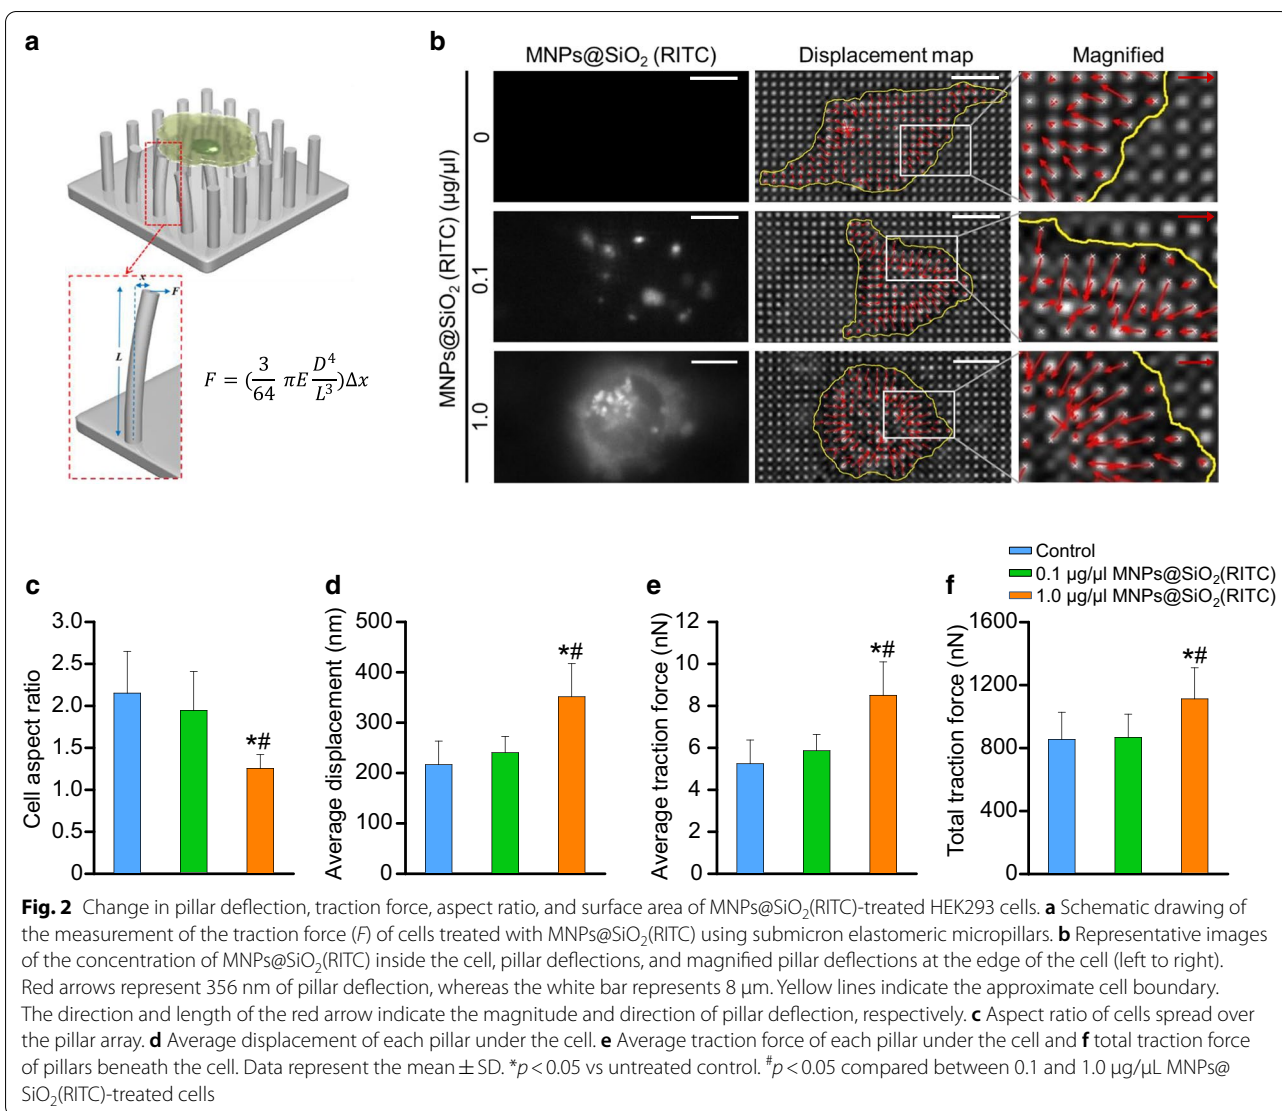 a
x
F
L
F = (3/64 πE D⁴/L³)Δx
b
MNPs@SiO₂ (RITC) Displacement map Magnified
MNPs@SiO₂ (RITC) (µg/µl)
0
0.1
1.0
Control
0.1 µg/µl MNPs@SiO₂(RITC)
1.0 µg/µl MNPs@SiO₂(RITC)
c
Cell aspect ratio
3.0
2.5
2.0
1.5
1.0
0.5
0
*#
d
Average displacement (nm)
500
400
300
200
100
0
*#
e
Average traction force (nN)
12
10
8
6
4
2
0
*#
f
Total traction force (nN)
1600
1200
800
400
0
*#
Fig. 2 Change in pillar deflection, traction force, aspect ratio, and surface area of MNPs@SiO₂(RITC)-treated HEK293 cells. a Schematic drawing of
the measurement of the traction force (F) of cells treated with MNPs@SiO₂(RITC) using submicron elastomeric micropillars. b Representative images
of the concentration of MNPs@SiO₂(RITC) inside the cell, pillar deflections, and magnified pillar deflections at the edge of the cell (left to right).
Red arrows represent 356 nm of pillar deflection, whereas the white bar represents 8 µm. Yellow lines indicate the approximate cell boundary.
The direction and length of the red arrow indicate the magnitude and direction of pillar deflection, respectively. c Aspect ratio of cells spread over
the pillar array. d Average displacement of each pillar under the cell. e Average traction force of each pillar under the cell and f total traction force
of pillars beneath the cell. Data represent the mean ± SD. *p < 0.05 vs untreated control. #p < 0.05 compared between 0.1 and 1.0 µg/µL MNPs@
SiO₂(RITC)-treated cells